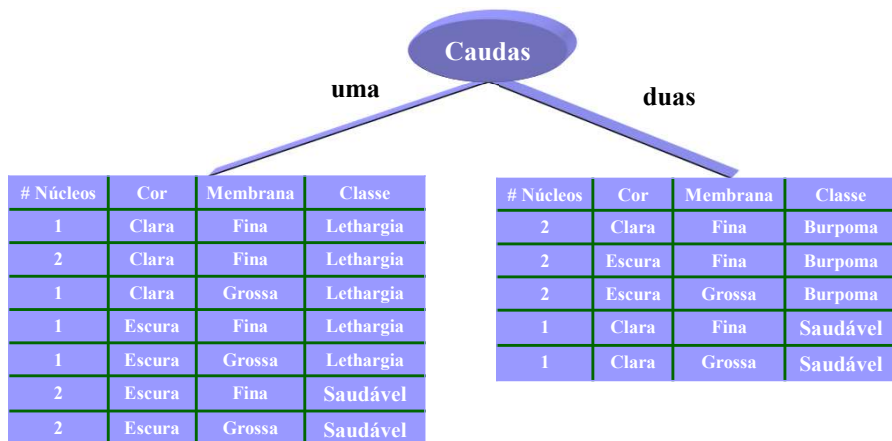 Caudas
uma
duas
# Núcleos Cor Membrana Classe
1 Clara Fina Lethargia
2 Clara Fina Lethargia
1 Clara Grossa Lethargia
1 Escura Fina Lethargia
1 Escura Grossa Lethargia
2 Escura Fina Saudável
2 Escura Grossa Saudável
# Núcleos Cor Membrana Classe
2 Clara Fina Burpoma
2 Escura Fina Burpoma
2 Escura Grossa Burpoma
1 Clara Fina Saudável
1 Clara Grossa Saudável